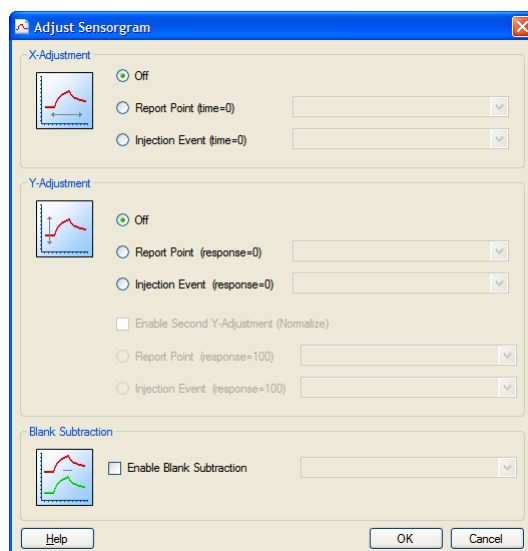 Adjust Sensorgram
X-Adjustment
Off
Report Point (time=0)
Injection Event (time=0)
Y-Adjustment
Off
Report Point (response=0)
Injection Event (response=0)
Enable Second Y-Adjustment (Normalize)
Report Point (response=100)
Injection Event (response=100)
Blank Subtraction
Enable Blank Subtraction
Help OK Cancel